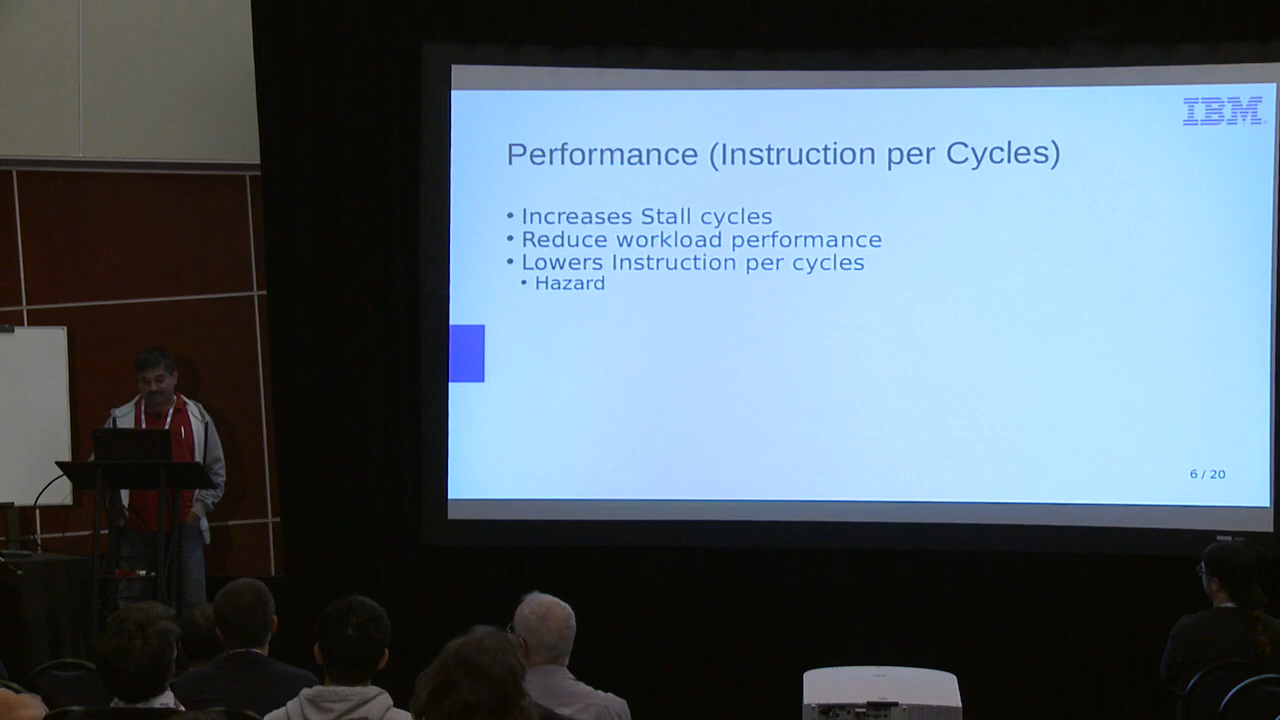 IBM
Performance (Instruction per Cycles)
• Increases Stall cycles
• Reduce workload performance
• Lowers Instruction per cycles
• Hazard
6 / 20